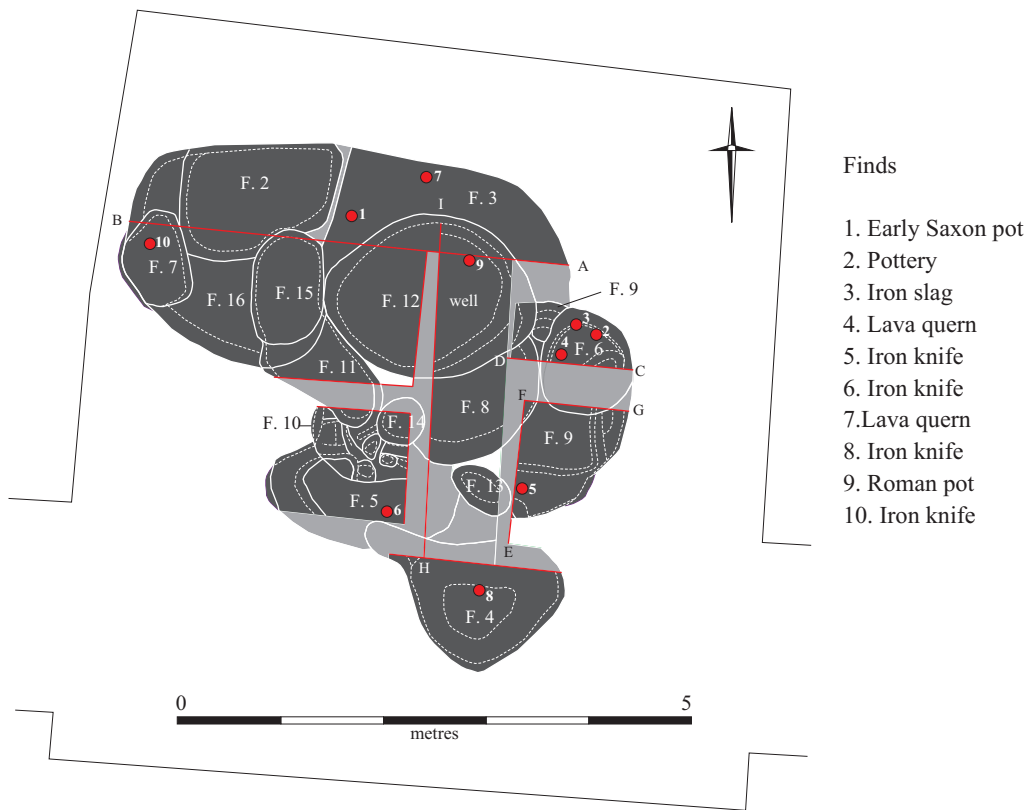 F. 2
7
F. 3
1
I
B
10
9
A
F. 7
F. 9
F. 16
F. 15
F. 12
well
3
2
4
F. 6
D
C
F. 11
F
G
F. 8
F. 10
F. 14
F. 9
F. 13
5
F. 5
6
E
H
8
F. 4
0
5
metres
Finds
1. Early Saxon pot
2. Pottery
3. Iron slag
4. Lava quern
5. Iron knife
6. Iron knife
7.Lava quern
8. Iron knife
9. Roman pot
10. Iron knife